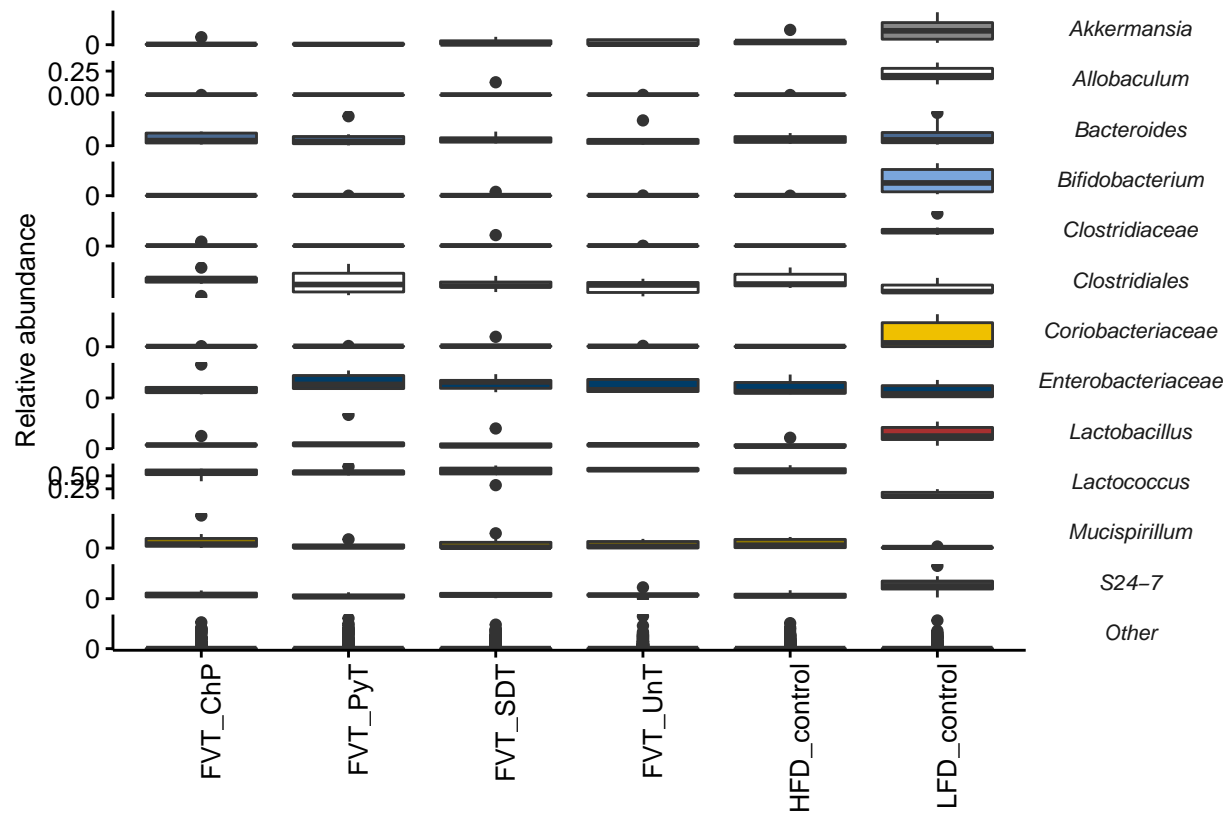 0 Akkermansia
0.25
0.00 Allobaculum
0 Bacteroides
0 Bifidobacterium
0 Clostridiaceae
Clostridiales
0 Coriobacteriaceae
0 Enterobacteriaceae
0 Lactobacillus
0.50
0.25 Lactococcus
0 Mucispirillum
0 S24−7
0 Other
Relative abundance
FVT_ChP
FVT_PyT
FVT_SDT
FVT_UnT
HFD_control
LFD_control